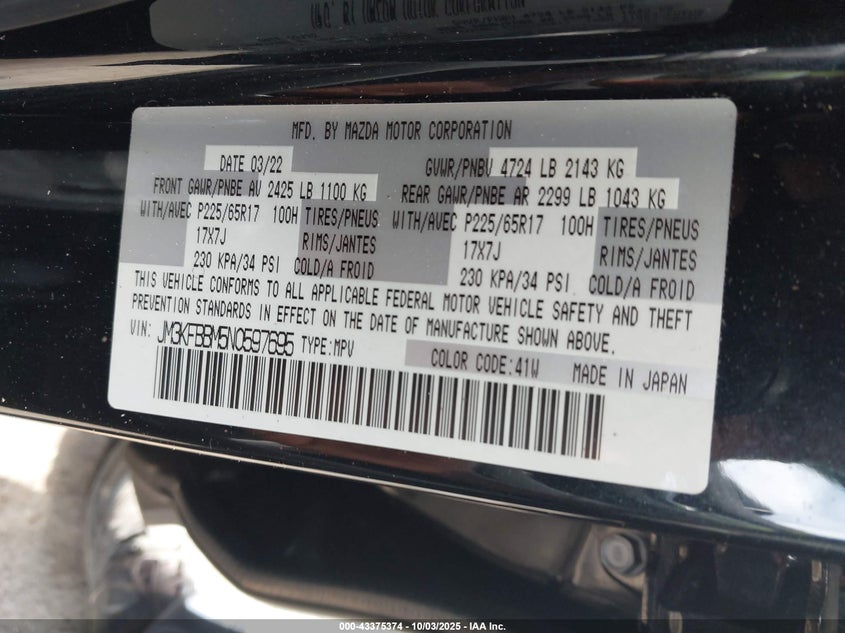 MFD. BY MAZDA MOTOR CORPORATION
DATE 03/22 GVWR/PNBV 4724 LB 2143 KG
FRONT GAWR/PNBE AV 2425 LB 1100 KG REAR GAWR/PNBE AR 2299 LB 1043 KG
WITH/AVEC P225/65R17 100H TIRES/PNEUS WITH/AVEC P225/65R17 100H TIRES/PNEUS
17X7J RIMS/JANTES 17X7J RIMS/JANTES
230 KPA/34 PSI COLD/A FROID 230 KPA/34 PSI COLD/A FROID
THIS VEHICLE CONFORMS TO ALL APPLICABLE FEDERAL MOTOR VEHICLE SAFETY AND THEFT
PREVENTION STANDARDS IN EFFECT ON THE DATE OF MANUFACTURE SHOWN ABOVE.
VIN: JM3KFBBM5N0597695 TYPE:MPV
COLOR CODE:41W MADE IN JAPAN
000-43375374 - 10/03/2025 - IAA Inc.